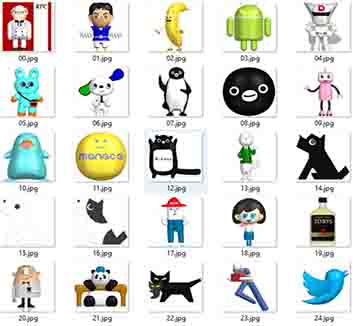 KFC
00.jpg 01.jpg 02.jpg 03.jpg 04.jpg
05.jpg 06.jpg 07.jpg 08.jpg 09.jpg
manaca
10.jpg 11.jpg 12.jpg 13.jpg 14.jpg
TORYS
15.jpg 16.jpg 17.jpg 18.jpg 19.jpg
20.jpg 21.jpg 22.jpg 23.jpg 24.jpg